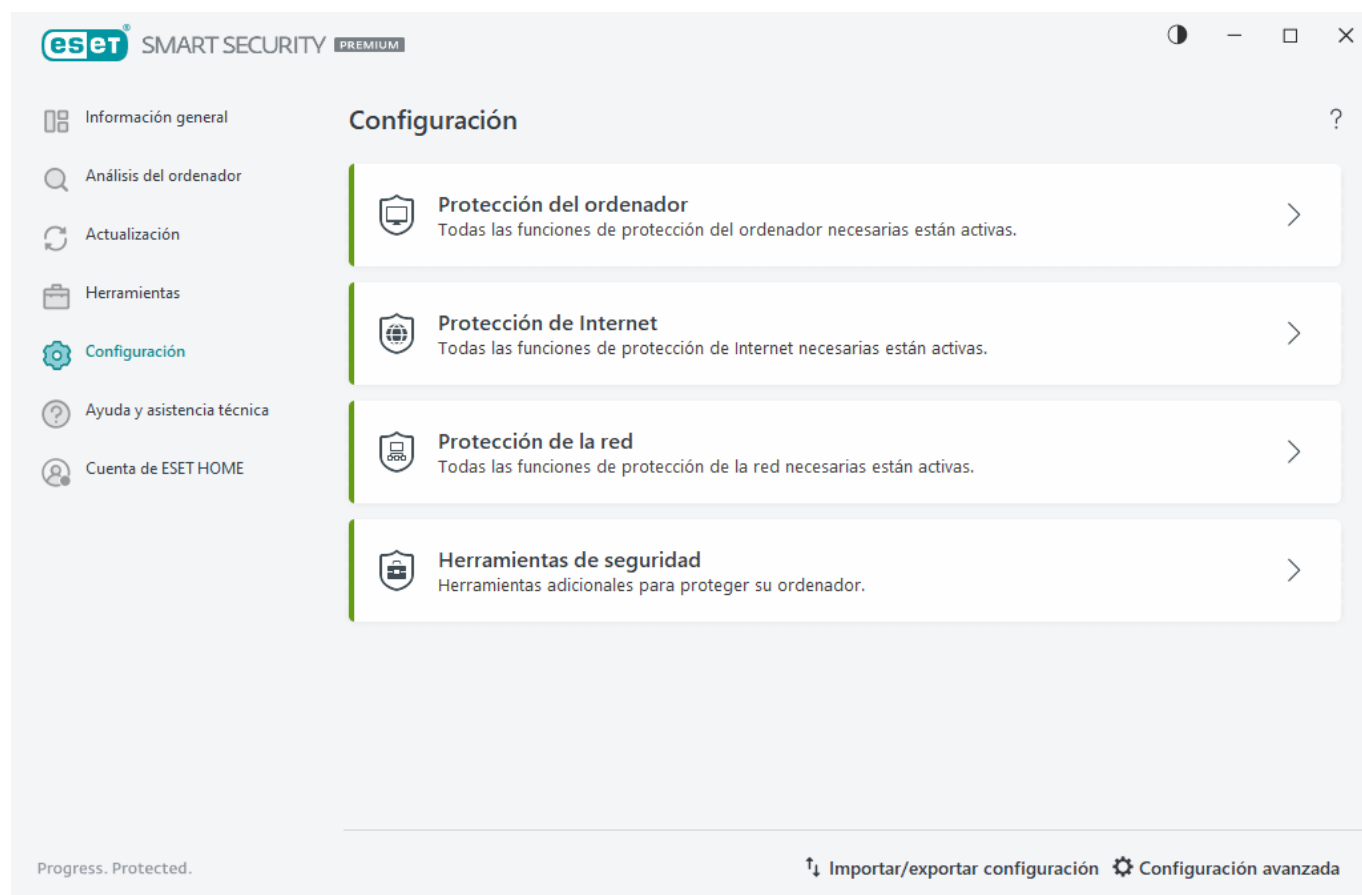 eset® SMART SECURITY PREMIUM
Información general
Análisis del ordenador
Actualización
Herramientas
Configuración
Ayuda y asistencia técnica
Cuenta de ESET HOME
Configuración
?
Protección del ordenador
Todas las funciones de protección del ordenador necesarias están activas.
Protección de Internet
Todas las funciones de protección de Internet necesarias están activas.
Protección de la red
Todas las funciones de protección de la red necesarias están activas.
Herramientas de seguridad
Herramientas adicionales para proteger su ordenador.
Progress. Protected.
Importar/exportar configuración
Configuración avanzada